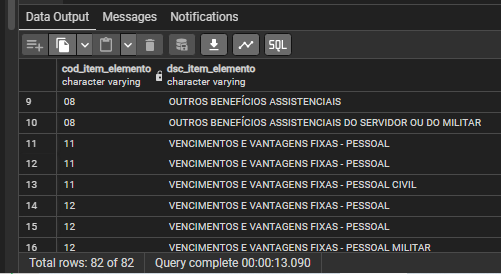 Data Output Messages Notifications
SQL
cod_item_elemento dsc_item_elemento
character varying character varying
9 08 OUTROS BENEFÍCIOS ASSISTENCIAIS
10 08 OUTROS BENEFÍCIOS ASSISTENCIAIS DO SERVIDOR OU DO MILITAR
11 11 VENCIMENTOS E VANTAGENS FIXAS - PESSOAL
12 11 VENCIMENTOS E VANTAGENS FIXAS - PESSOAL
13 11 VENCIMENTOS E VANTAGENS FIXAS - PESSOAL CIVIL
14 12 VENCIMENTOS E VANTAGENS FIXAS - PESSOAL
15 12 VENCIMENTOS E VANTAGENS FIXAS - PESSOAL
16 12 VENCIMENTOS E VANTAGENS FIXAS - PESSOAL MILITAR
Total rows: 82 of 82 Query complete 00:00:13.090